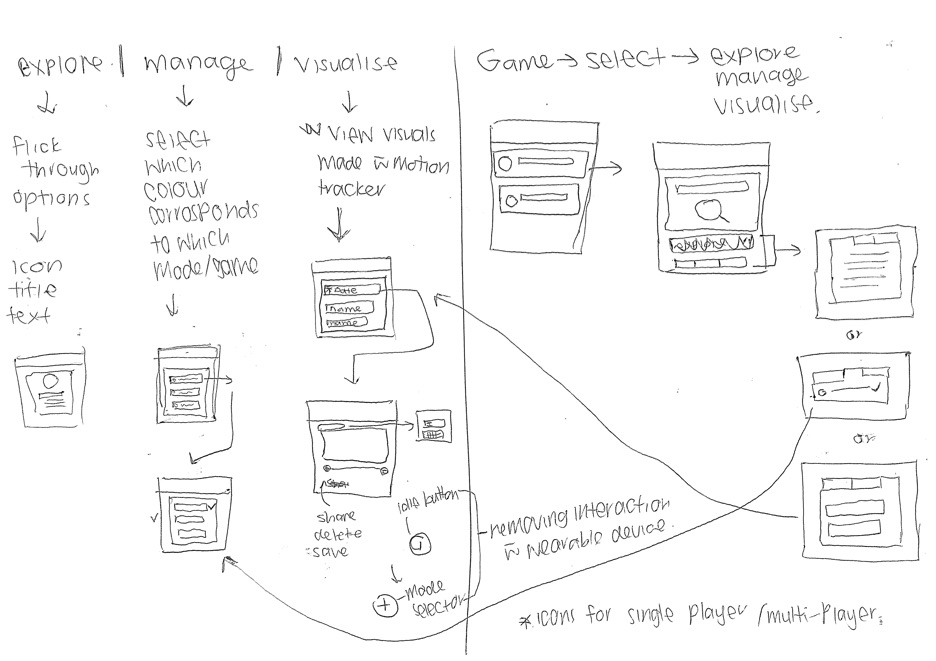 explore / manage / visualise
flick
through
options
icon
title
text
select
which
colour
corrosponds
to which
mode/game
view visuals
made w motion
tracker
date
name
name
share
delete
save
button
mode
selector
removing interaction
w wearable device.
Game → select → explore
manage
visualise.
or
or
* icons for single player /multi-player.